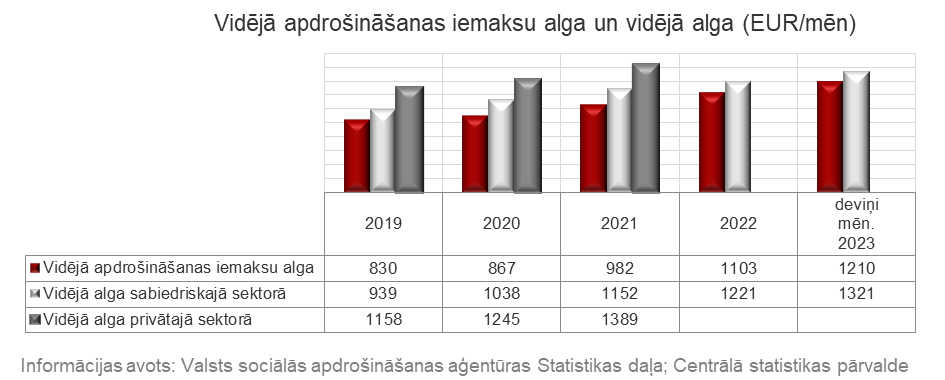 Vidējā apdrošināšanas iemaksu alga un vidējā alga (EUR/mēn)
2019 2020 2021 2022 deviņi mēn. 2023
Vidējā apdrošināšanas iemaksu alga 830 867 982 1103 1210
Vidējā alga sabiedriskajā sektorā 939 1038 1152 1221 1321
Vidējā alga privātajā sektorā 1158 1245 1389
Informācijas avots: Valsts sociālās apdrošināšanas aģentūras Statistikas daļa; Centrālā statistikas pārvalde